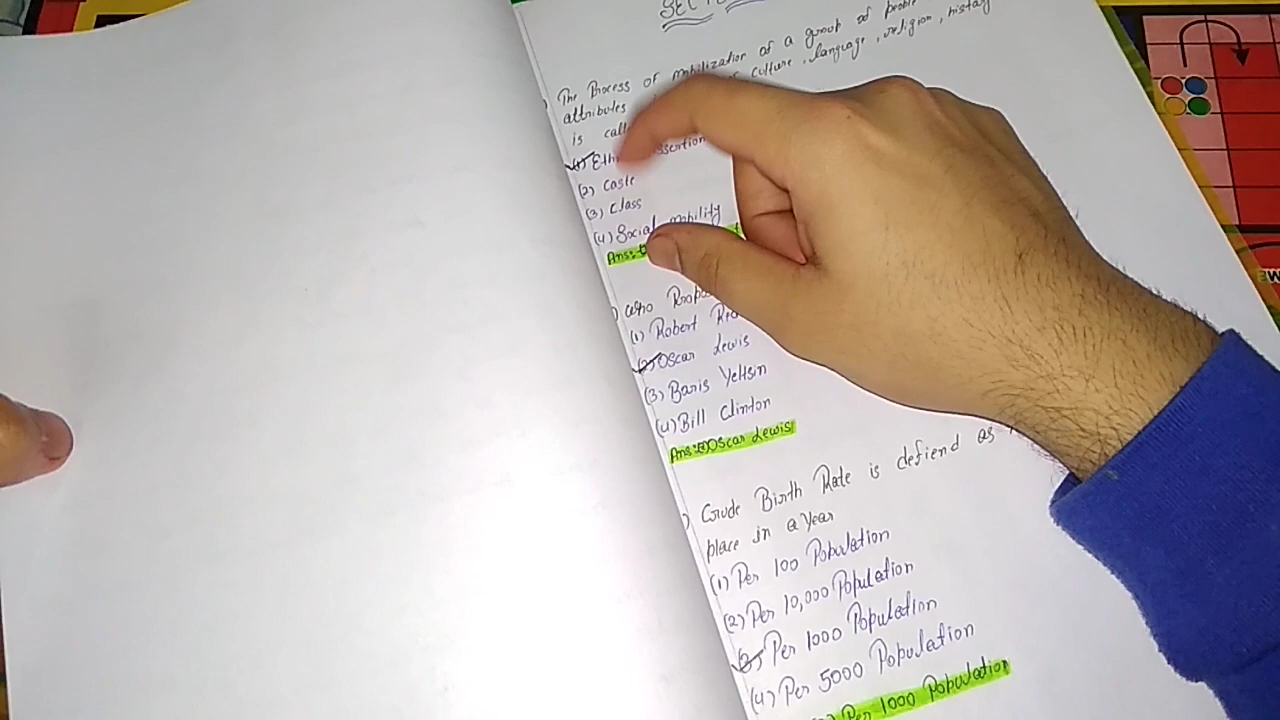 The Process of mobilization of a group of people
attributes culture, language, religion, history
is
(1) Eth ssertion
(2) Caste
(3) Class
(4) Social mobility
Ans:-
) Who Prop
(1) Robert
(2) Oscar Lewis
(3) Baris Yeltsin
(4) Bill Clinton
Ans:(2) Oscar Lewis
) Crude Birth Rate is defiend as
place in a Year
(1) Per 100 Population
(2) Per 10,000 Population
(3) Per 1000 Population
(4) Per 5000 Population
Per 1000 Population